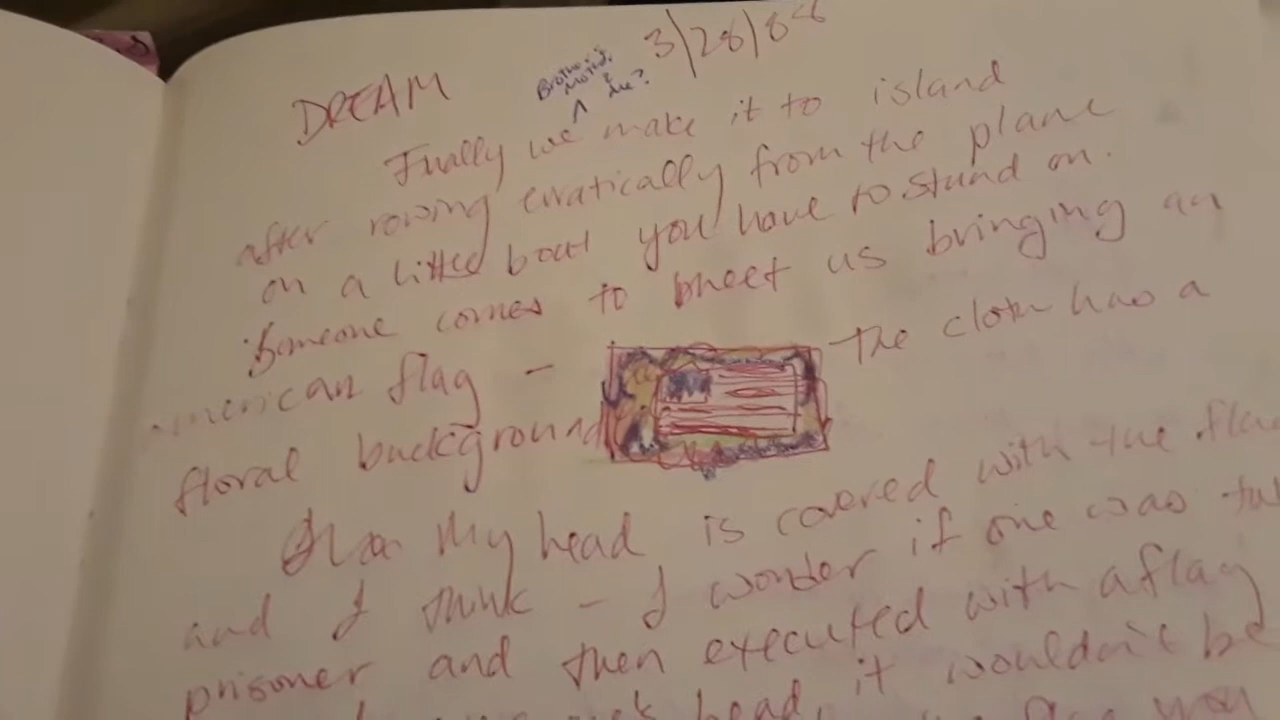 DREAM 3/28/88
Brother, Mother & me?
Finally we ^ make it to island
after rowing erratically from the plane
on a little boat you have to stand on.
Someone comes to meet us bringing an
american flag - the cloth has a
floral background
My head is covered with the
and I think - I wonder if one was
prisoner and then executed with a flag
head, it wouldn't be
you